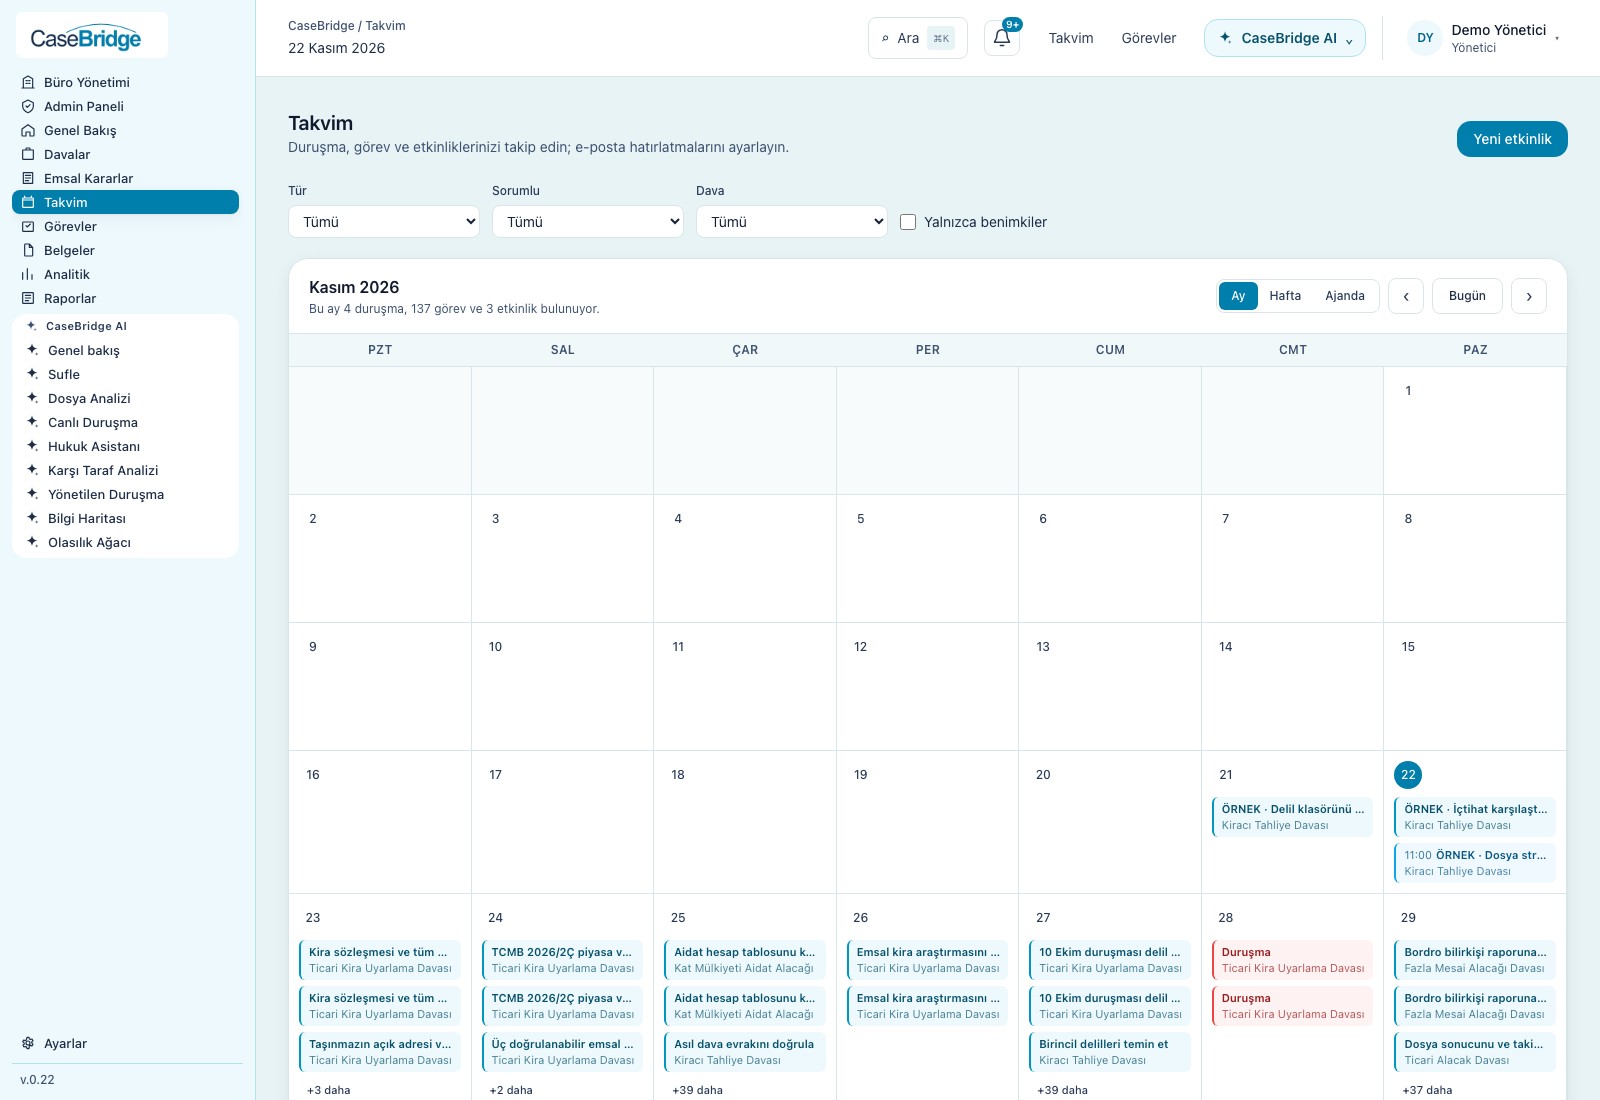 CaseBridge
Büro Yönetimi
Admin Paneli
Genel Bakış
Davalar
Emsal Kararlar
Takvim
Görevler
Belgeler
Analitik
Raporlar
CaseBridge AI
Genel bakış
Sufle
Dosya Analizi
Canlı Duruşma
Hukuk Asistanı
Karşı Taraf Analizi
Yönetilen Duruşma
Bilgi Haritası
Olasılık Ağacı
Ayarlar
v.0.22
CaseBridge / Takvim
22 Kasım 2026
Ara ⌘K
9+
Takvim
Görevler
CaseBridge AI
DY
Demo Yönetici
Yönetici
Takvim
Duruşma, görev ve etkinliklerinizi takip edin; e-posta hatırlatmalarını ayarlayın.
Yeni etkinlik
Tür Sorumlu Dava
Tümü Tümü Tümü Yalnızca benimkiler
Kasım 2026
Bu ay 4 duruşma, 137 görev ve 3 etkinlik bulunuyor.
Ay Hafta Ajanda ‹ Bugün ›
PZT SAL ÇAR PER CUM CMT PAZ
1
2 3 4 5 6 7 8
9 10 11 12 13 14 15
16 17 18 19 20 21 22
ÖRNEK · Delil klasörünü ...
Kiracı Tahliye Davası
ÖRNEK · İçtihat karşılaşt...
Kiracı Tahliye Davası
11:00 ÖRNEK · Dosya str...
Kiracı Tahliye Davası
23
Kira sözleşmesi ve tüm ...
Ticari Kira Uyarlama Davası
Kira sözleşmesi ve tüm ...
Ticari Kira Uyarlama Davası
Taşınmazın açık adresi v...
Ticari Kira Uyarlama Davası
+3 daha
24
TCMB 2026/2Ç piyasa v...
Ticari Kira Uyarlama Davası
TCMB 2026/2Ç piyasa v...
Ticari Kira Uyarlama Davası
Üç doğrulanabilir emsal ...
Ticari Kira Uyarlama Davası
+2 daha
25
Aidat hesap tablosunu k...
Kat Mülkiyeti Aidat Alacağı
Aidat hesap tablosunu k...
Kat Mülkiyeti Aidat Alacağı
Asıl dava evrakını doğrula
Kiracı Tahliye Davası
+39 daha
26
Emsal kira araştırmasını ...
Ticari Kira Uyarlama Davası
Emsal kira araştırmasını ...
Ticari Kira Uyarlama Davası
27
10 Ekim duruşması delil ...
Ticari Kira Uyarlama Davası
10 Ekim duruşması delil ...
Ticari Kira Uyarlama Davası
Birincil delilleri temin et
Kiracı Tahliye Davası
+39 daha
28
Duruşma
Ticari Kira Uyarlama Davası
Duruşma
Ticari Kira Uyarlama Davası
29
Bordro bilirkişi raporuna...
Fazla Mesai Alacağı Davası
Bordro bilirkişi raporuna...
Fazla Mesai Alacağı Davası
Dosya sonucunu ve taki...
Ticari Alacak Davası
+37 daha